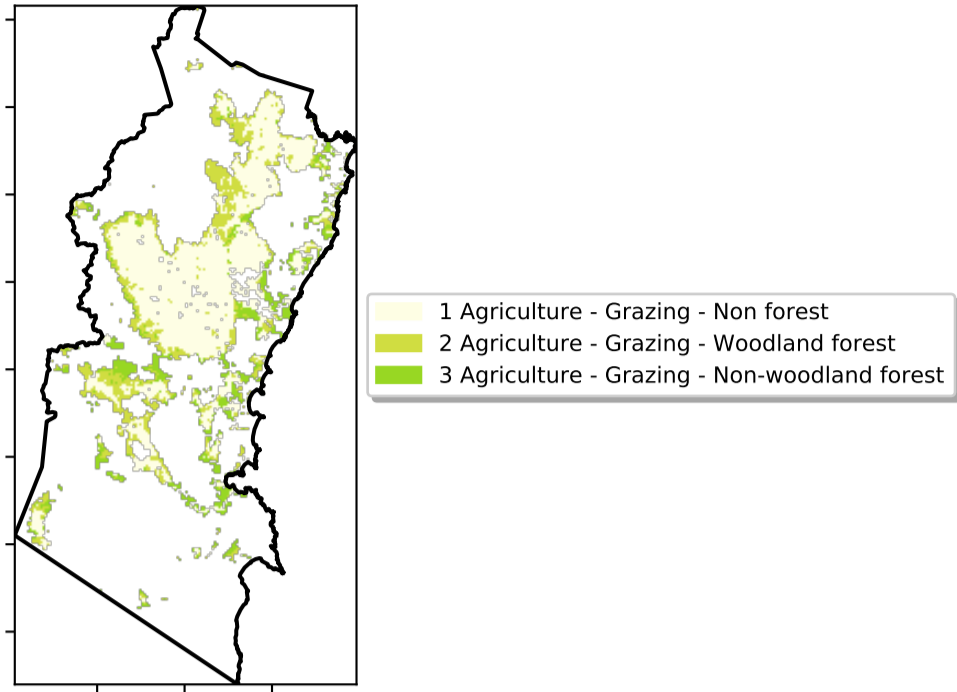 1 Agriculture - Grazing - Non forest
2 Agriculture - Grazing - Woodland forest
3 Agriculture - Grazing - Non-woodland forest